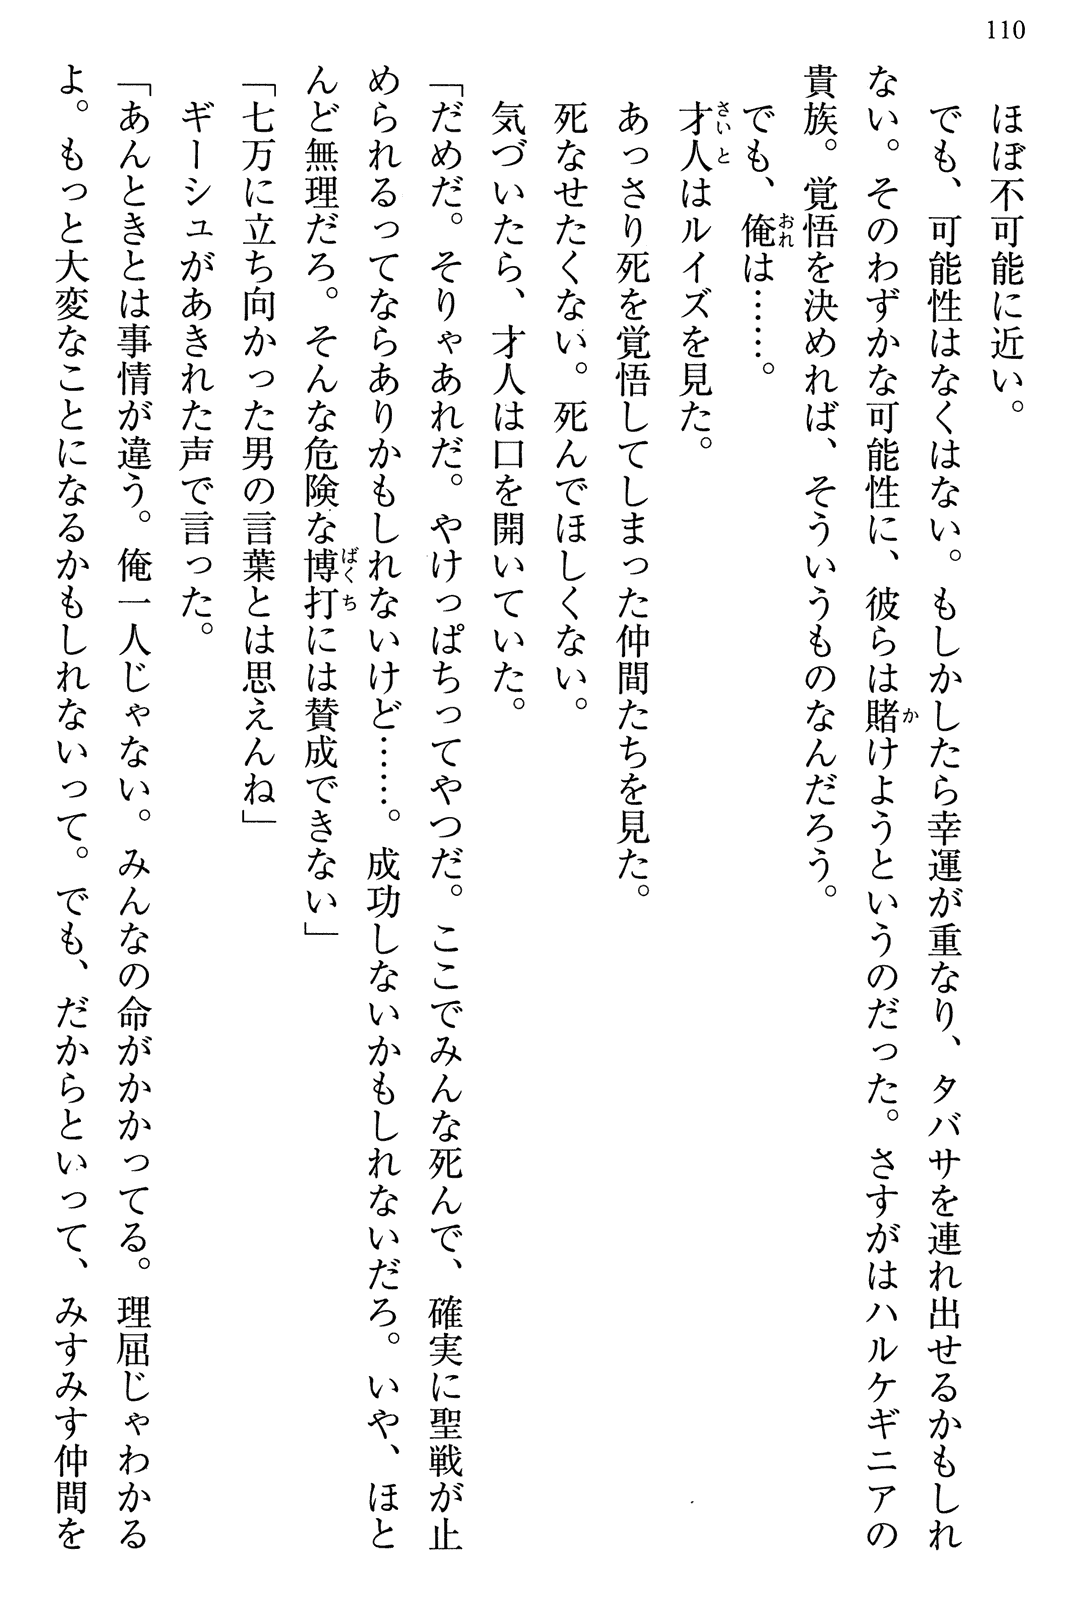 110
ほぼ不可能に近い。
でも、可能性はなくはない。もしかしたら幸運が重なり、タバサを連れ出せるかもしれ
ない。そのわずかな可能性に、彼らは賭けようというのだった。さすがはハルケギニアの
貴族。覚悟を決めれば、そういうものなんだろう。
でも、俺は……。
才人はルイズを見た。
あっさり死を覚悟してしまった仲間たちを見た。
死なせたくない。死んでほしくない。
気づいたら、才人は口を開いていた。
「だめだ。そりゃあれだ。やけっぱちってやつだ。ここでみんな死んで、確実に聖戦が止
められるってならありかもしれないけど……。成功しないかもしれないだろ。いや、ほと
んど無理だろ。そんな危険な博打には賛成できない」
「七万に立ち向かった男の言葉とは思えんね」
ギーシュがあきれた声で言った。
「あんときとは事情が違う。俺一人じゃない。みんなの命がかかってる。理屈じゃわかる
よ。もっと大変なことになるかもしれないって。でも、だからといって、みすみす仲間を